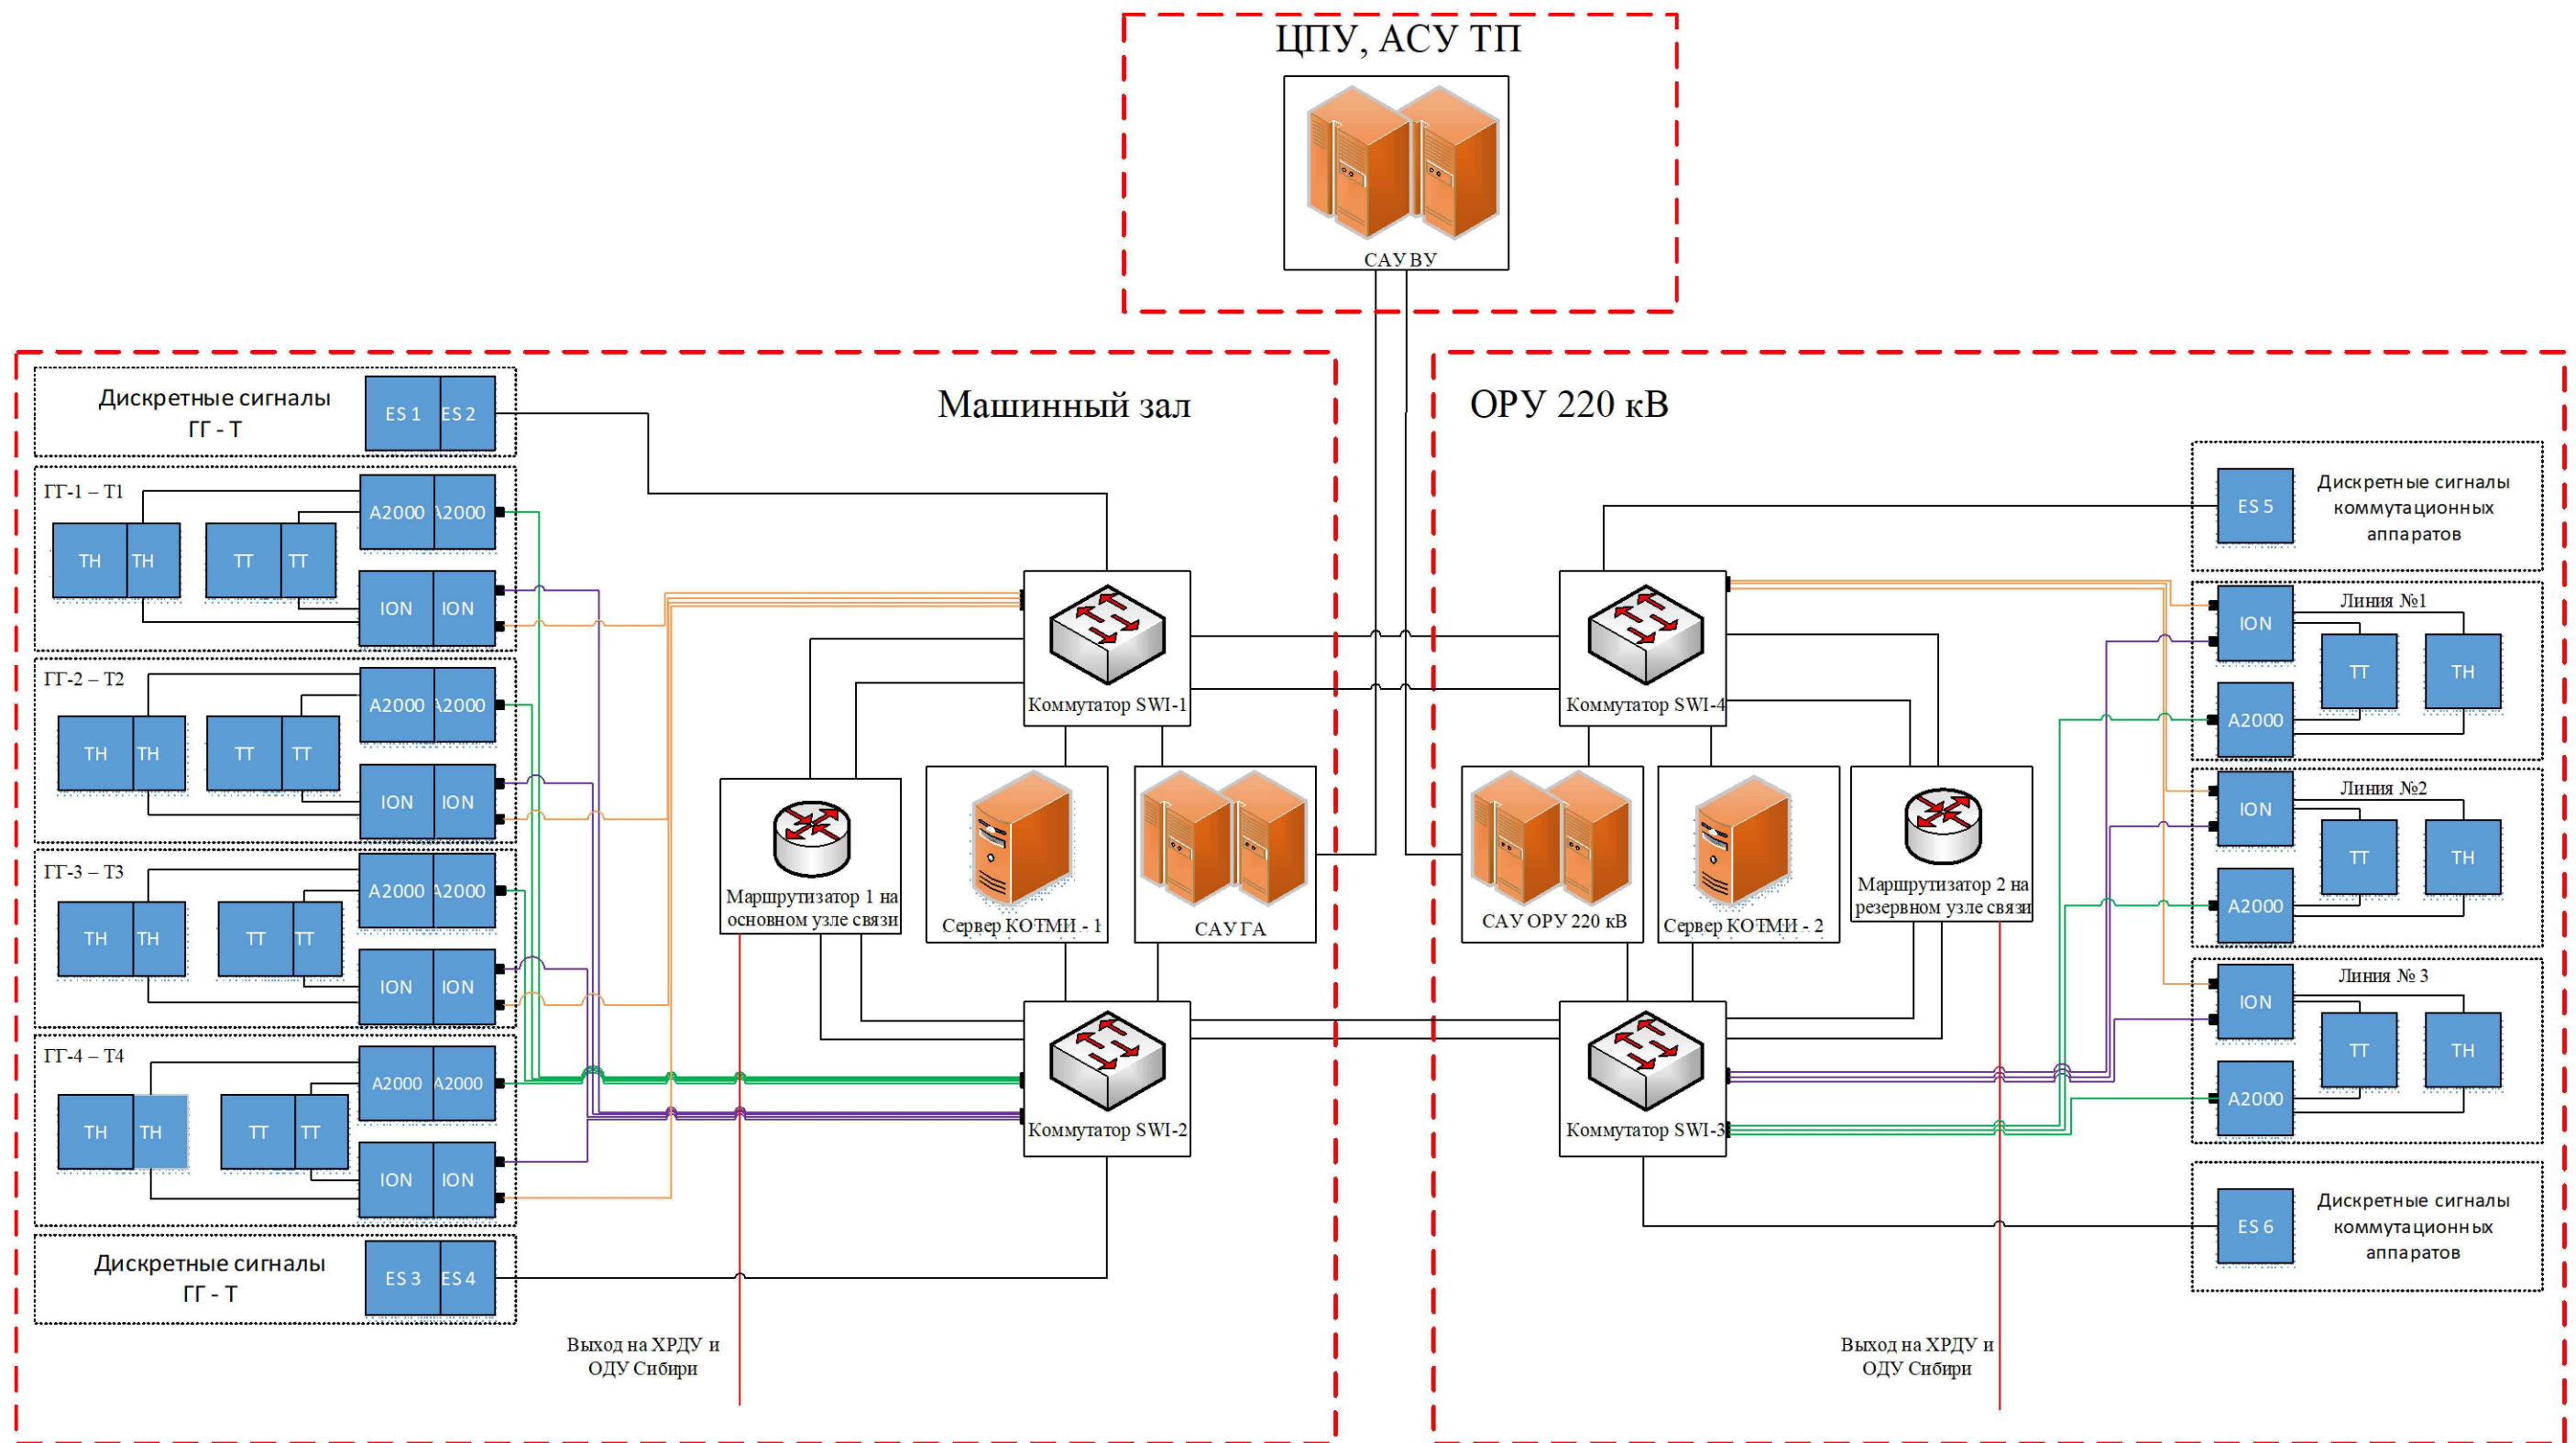 ЦПУ, АСУ ТП
САУ ВУ
Машинный зал
Дискретные сигналы
ГГ - Т
ES 1
ES 2
ГГ-1 – Т1
ТН
ТН
ТТ
ТТ
A2000
A2000
ION
ION
ГГ-2 – Т2
ТН
ТН
ТТ
ТТ
A2000
A2000
ION
ION
ГГ-3 – Т3
ТН
ТН
ТТ
ТТ
A2000
A2000
ION
ION
ГГ-4 – Т4
ТН
ТН
ТТ
ТТ
A2000
A2000
ION
ION
Дискретные сигналы
ГГ - Т
ES 3
ES 4
Коммутатор SWI-1
Маршрутизатор 1 на
основном узле связи
Сервер КОТМИ - 1
САУ ГА
Коммутатор SWI-2
Выход на ХРДУ и
ОДУ Сибири
ОРУ 220 кВ
Коммутатор SWI-4
САУ ОРУ 220 кВ
Сервер КОТМИ - 2
Маршрутизатор 2 на
резервном узле связи
Коммутатор SWI-3
Выход на ХРДУ и
ОДУ Сибири
ES 5
Дискретные сигналы
коммутационных
аппаратов
Линия №1
ION
ТТ
ТН
A2000
Линия №2
ION
ТТ
ТН
A2000
Линия № 3
ION
ТТ
ТН
A2000
ES 6
Дискретные сигналы
коммутационных
аппаратов